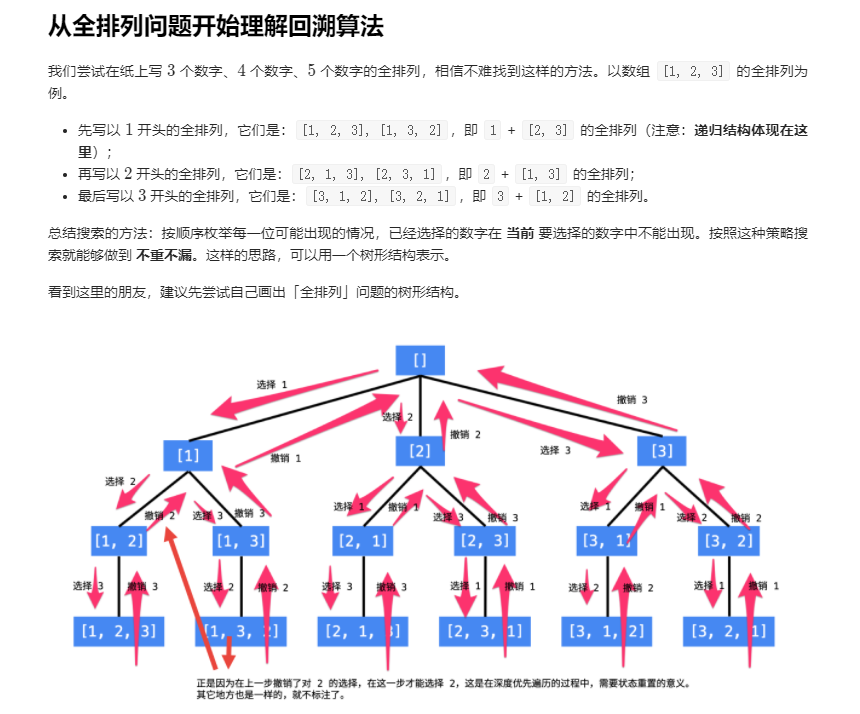 从全排列问题开始理解回溯算法
我们尝试在纸上写 3 个数字、4 个数字、5 个数字的全排列，相信不难找到这样的方法。以数组 [1, 2, 3] 的全排列为
例。
• 先写以 1 开头的全排列，它们是：[1, 2, 3], [1, 3, 2]，即 1 + [2, 3] 的全排列（注意：递归结构体现在这
里）；
• 再写以 2 开头的全排列，它们是：[2, 1, 3], [2, 3, 1]，即 2 + [1, 3] 的全排列；
• 最后写以 3 开头的全排列，它们是：[3, 1, 2], [3, 2, 1]，即 3 + [1, 2] 的全排列。
总结搜索的方法：按顺序枚举每一位可能出现的情况，已经选择的数字在 当前 要选择的数字中不能出现。按照这种策略搜
索就能够做到 不重不漏。这样的思路，可以用一个树形结构表示。
看到这里的朋友，建议先尝试自己画出「全排列」问题的树形结构。
[]
选择 1
撤销 3
选择 2
撤销 2
选择 3
撤销 1
[1]
[2]
[3]
选择 2
撤销 2
选择 3
撤销 3
选择 1
撤销 1
选择 3
撤销 3
选择 1
撤销 1
选择 2
撤销 2
[1, 2]
[1, 3]
[2, 1]
[2, 3]
[3, 1]
[3, 2]
选择 3
撤销 3
选择 2
撤销 2
选择 3
撤销 3
选择 1
撤销 1
选择 2
撤销 2
选择 1
撤销 1
[1, 2, 3]
[1, 3, 2]
[2, 1, 3]
[2, 3, 1]
[3, 1, 2]
[3, 2, 1]
正是因为在上一步撤销了对 2 的选择，在这一步才能选择 2，这是在深度优先遍历的过程中，需要状态重置的意义。
其它地方也是一样的，就不标注了。